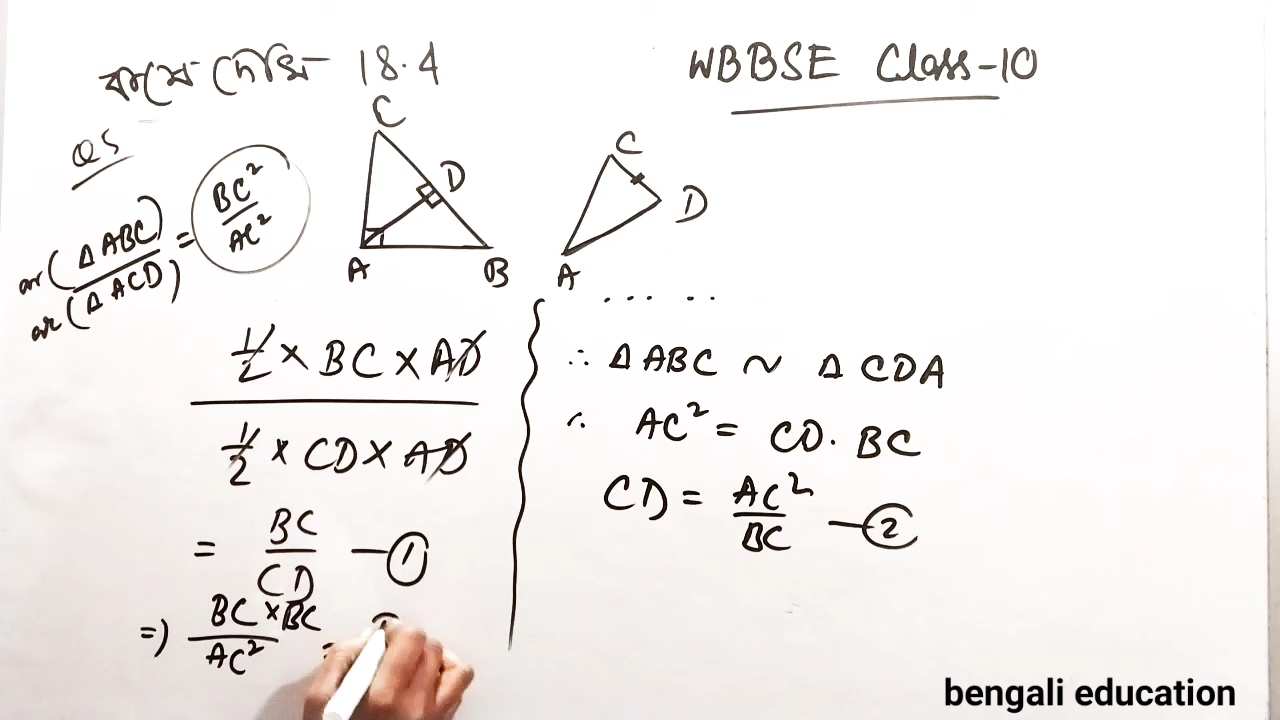 কষে দেখি- 18.4
WBBSE Class-10
Q5
ar(ΔABC)/ar(ΔACD) = BC²/AC²
C
D
A B
C
D
A
1/2 × BC × AD
1/2 × CD × AD
= BC/CD —①
=> BC × BC/AC² =
... ..
∴ ΔABC ~ ΔCDA
∴ AC² = CD. BC
CD = AC²/BC —②
bengali education